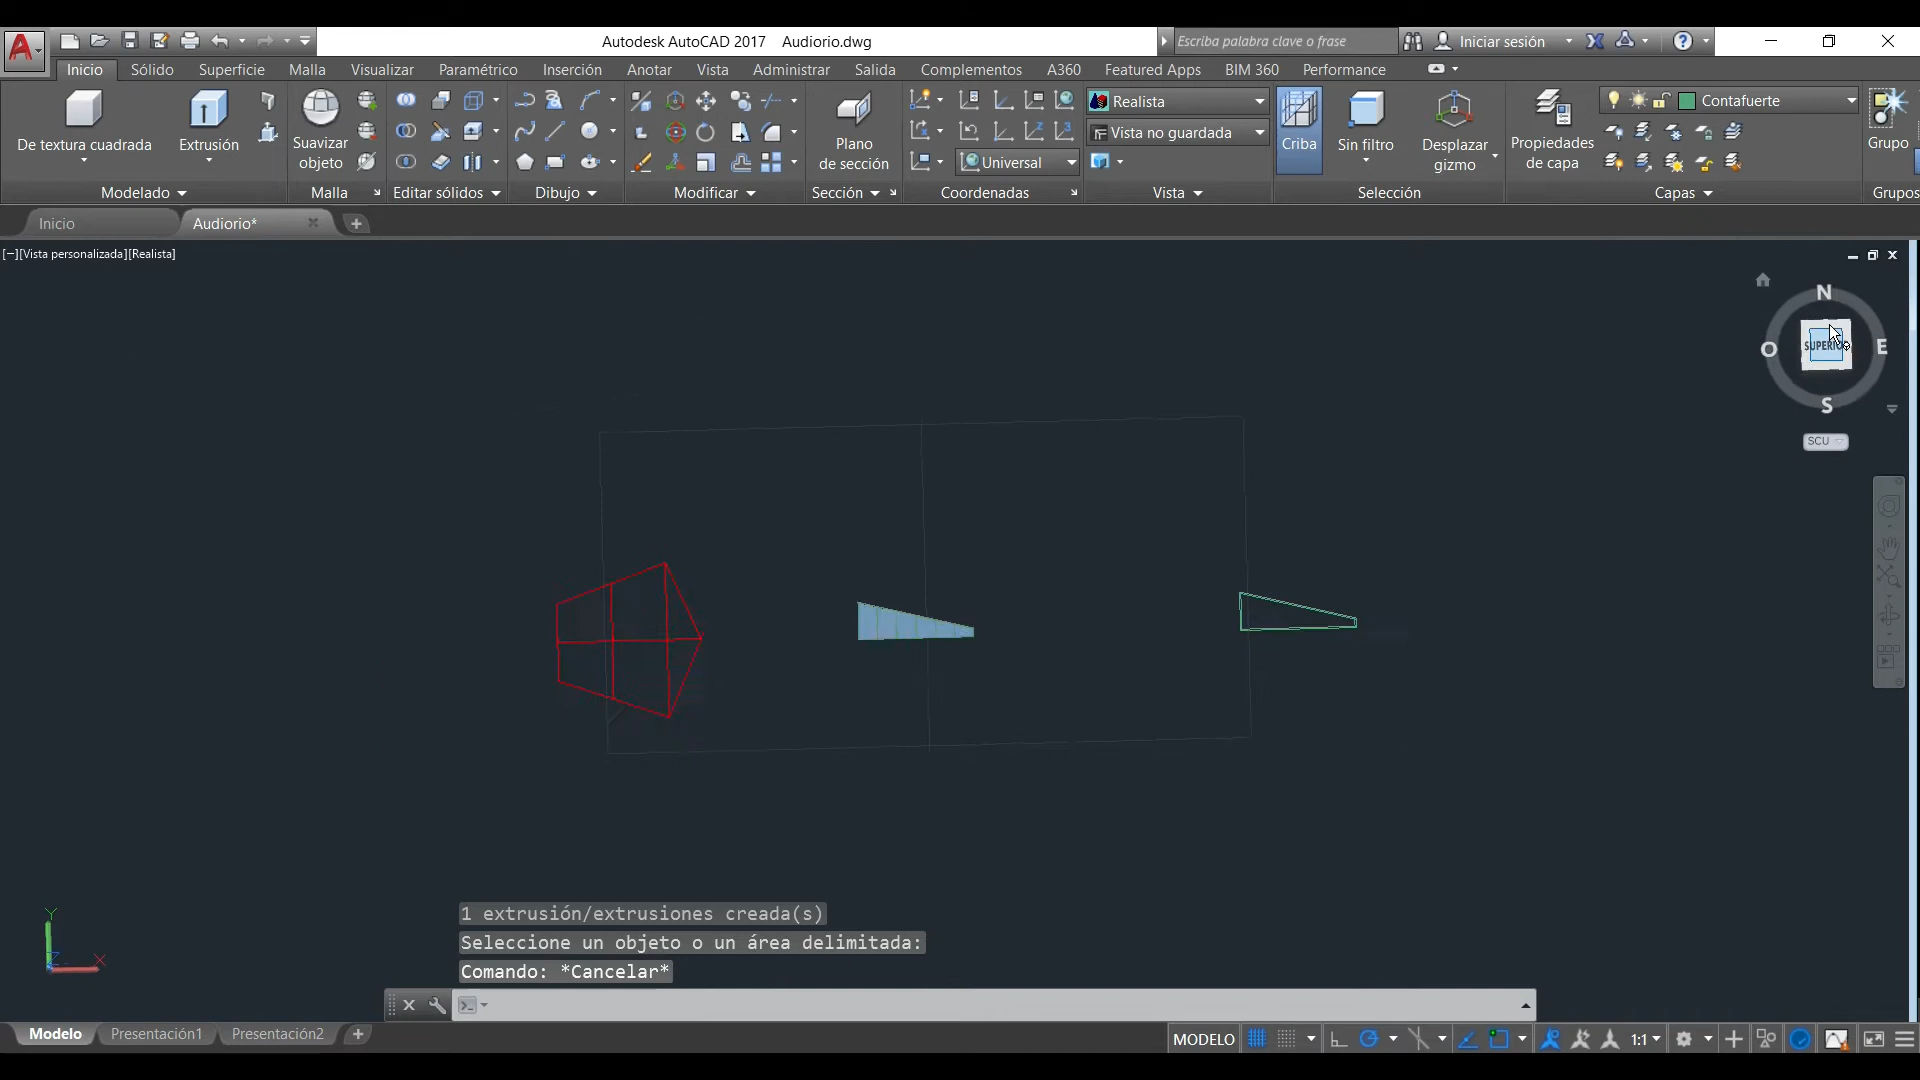 Autodesk AutoCAD 2017 Audiorio.dwg
Escriba palabra clave o frase
Iniciar sesión
Inicio Sólido Superficie Malla Visualizar Paramétrico Inserción Anotar Vista Administrar Salida Complementos A360 Featured Apps BIM 360 Performance
De textura cuadrada
Extrusión
Suavizar
objeto
Plano
de sección
Universal
Realista
Vista no guardada
Criba
Sin filtro
Desplazar
gizmo
Propiedades
de capa
Contafuerte
Grupo
Modelado Malla Editar sólidos Dibujo Modificar Sección Coordenadas Vista Selección Capas Grupos
Inicio Audiorio*
[−][Vista personalizada][Realista]
N
O SUPERIO E
S
SCU
Y
Z X
1 extrusión/extrusiones creada(s)
Seleccione un objeto o un área delimitada:
Comando: *Cancelar*
Modelo Presentación1 Presentación2
MODELO 1:1